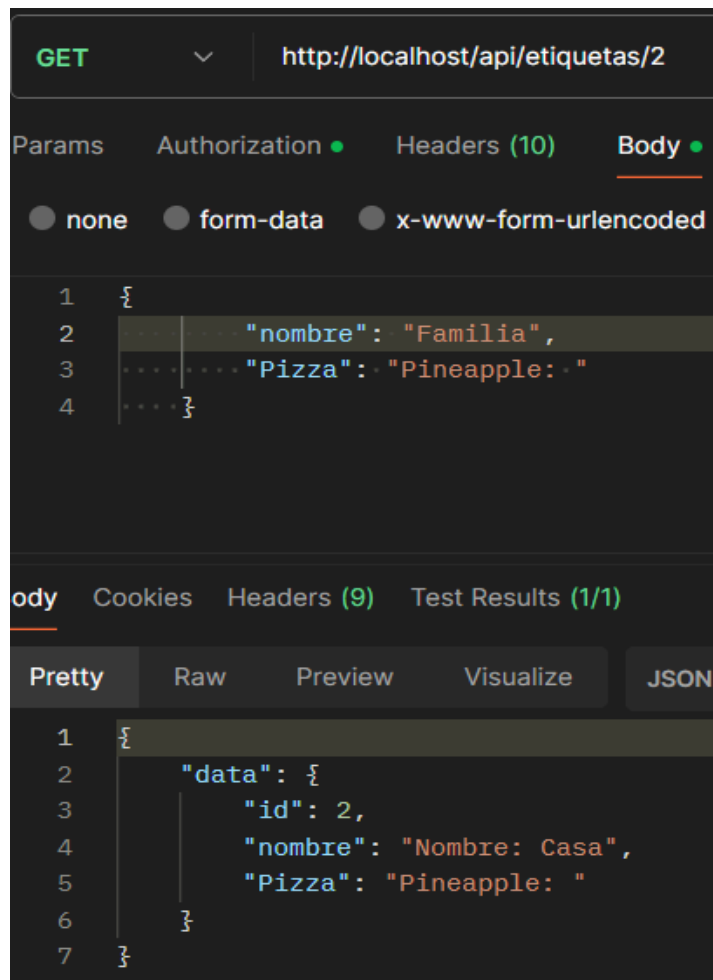 GET http://localhost/api/etiquetas/2
Params Authorization Headers (10) Body
none form-data x-www-form-urlencoded
1 {
2 "nombre": "Familia",
3 "Pizza": "Pineapple: "
4 }
ody Cookies Headers (9) Test Results (1/1)
Pretty Raw Preview Visualize JSON
1 {
2 "data": {
3 "id": 2,
4 "nombre": "Nombre: Casa",
5 "Pizza": "Pineapple: "
6 }
7 }